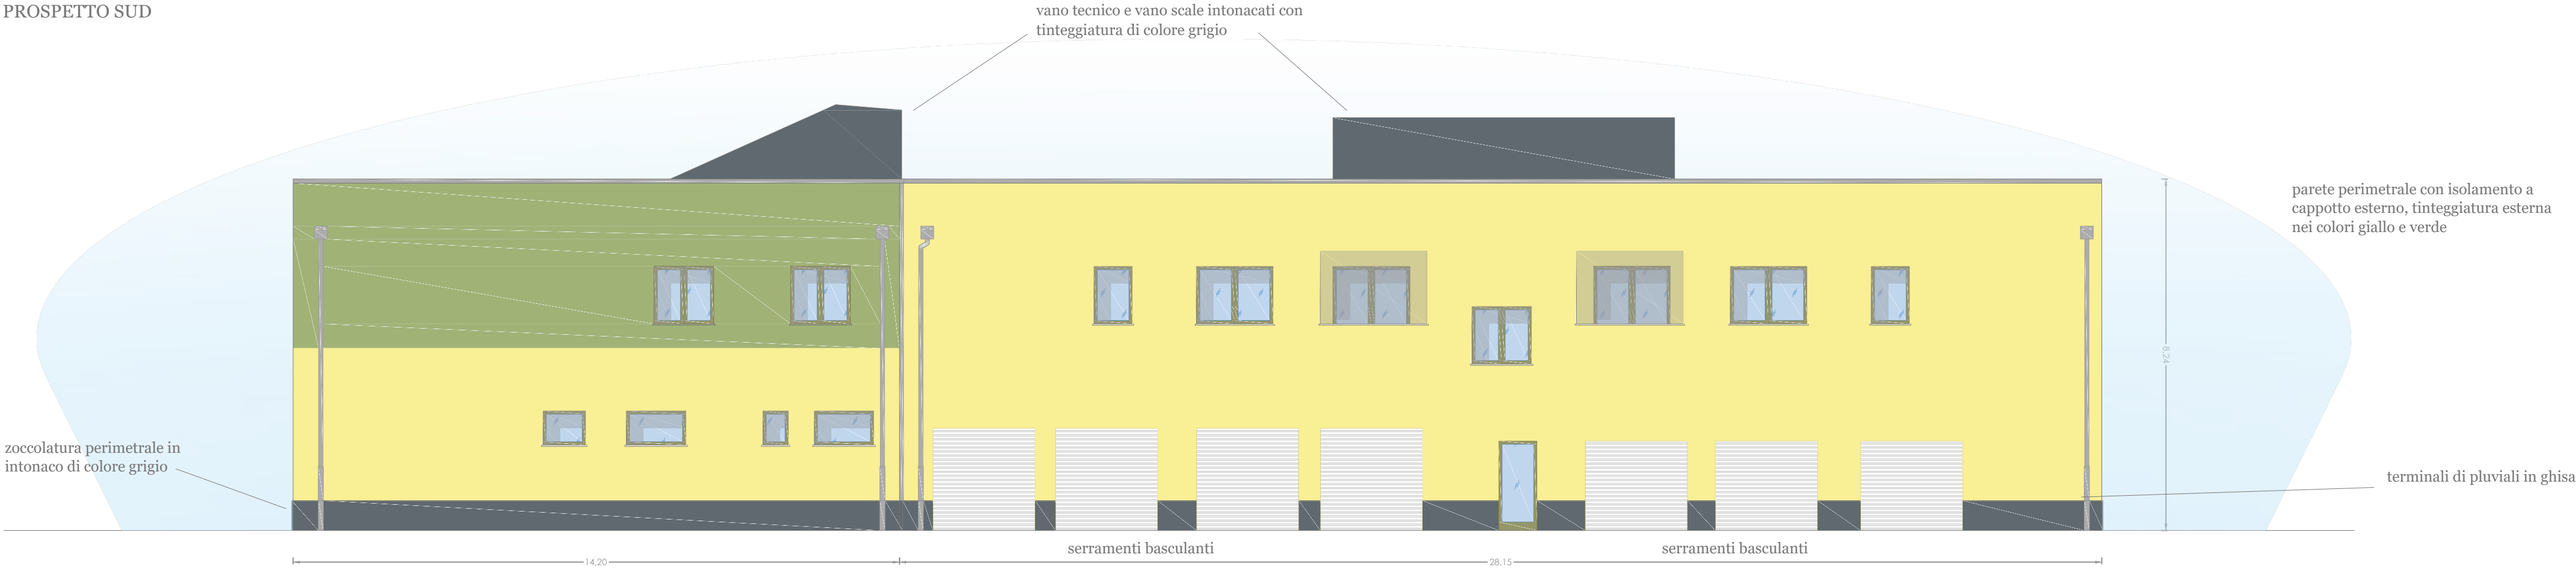 PROSPETTO SUD
vano tecnico e vano scale intonacati con
tinteggiatura di colore grigio
parete perimetrale con isolamento a
cappotto esterno, tinteggiatura esterna
nei colori giallo e verde
8,24
zoccolatura perimetrale in
intonaco di colore grigio
terminali di pluviali in ghisa
serramenti basculanti
serramenti basculanti
14,20
28,15